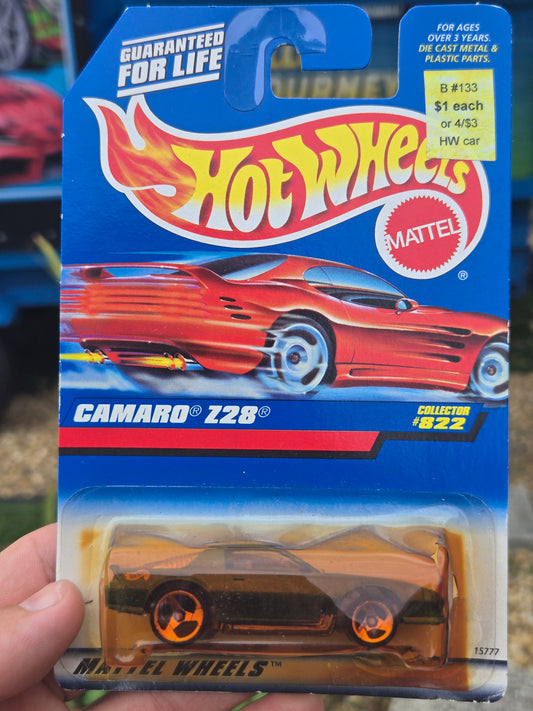 GUARANTEED
FOR LIFE
OURNEY
FOR AGES
OVER 3 YEARS.
DIE CAST METAL &
PLASTIC PARTS.
B #133
$1 each
or 4/$3
HW car
HOT WHEELS
MATTEL
®
CAMARO® Z28®
COLLECTOR
#822
15777
MATTEL WHEELS™